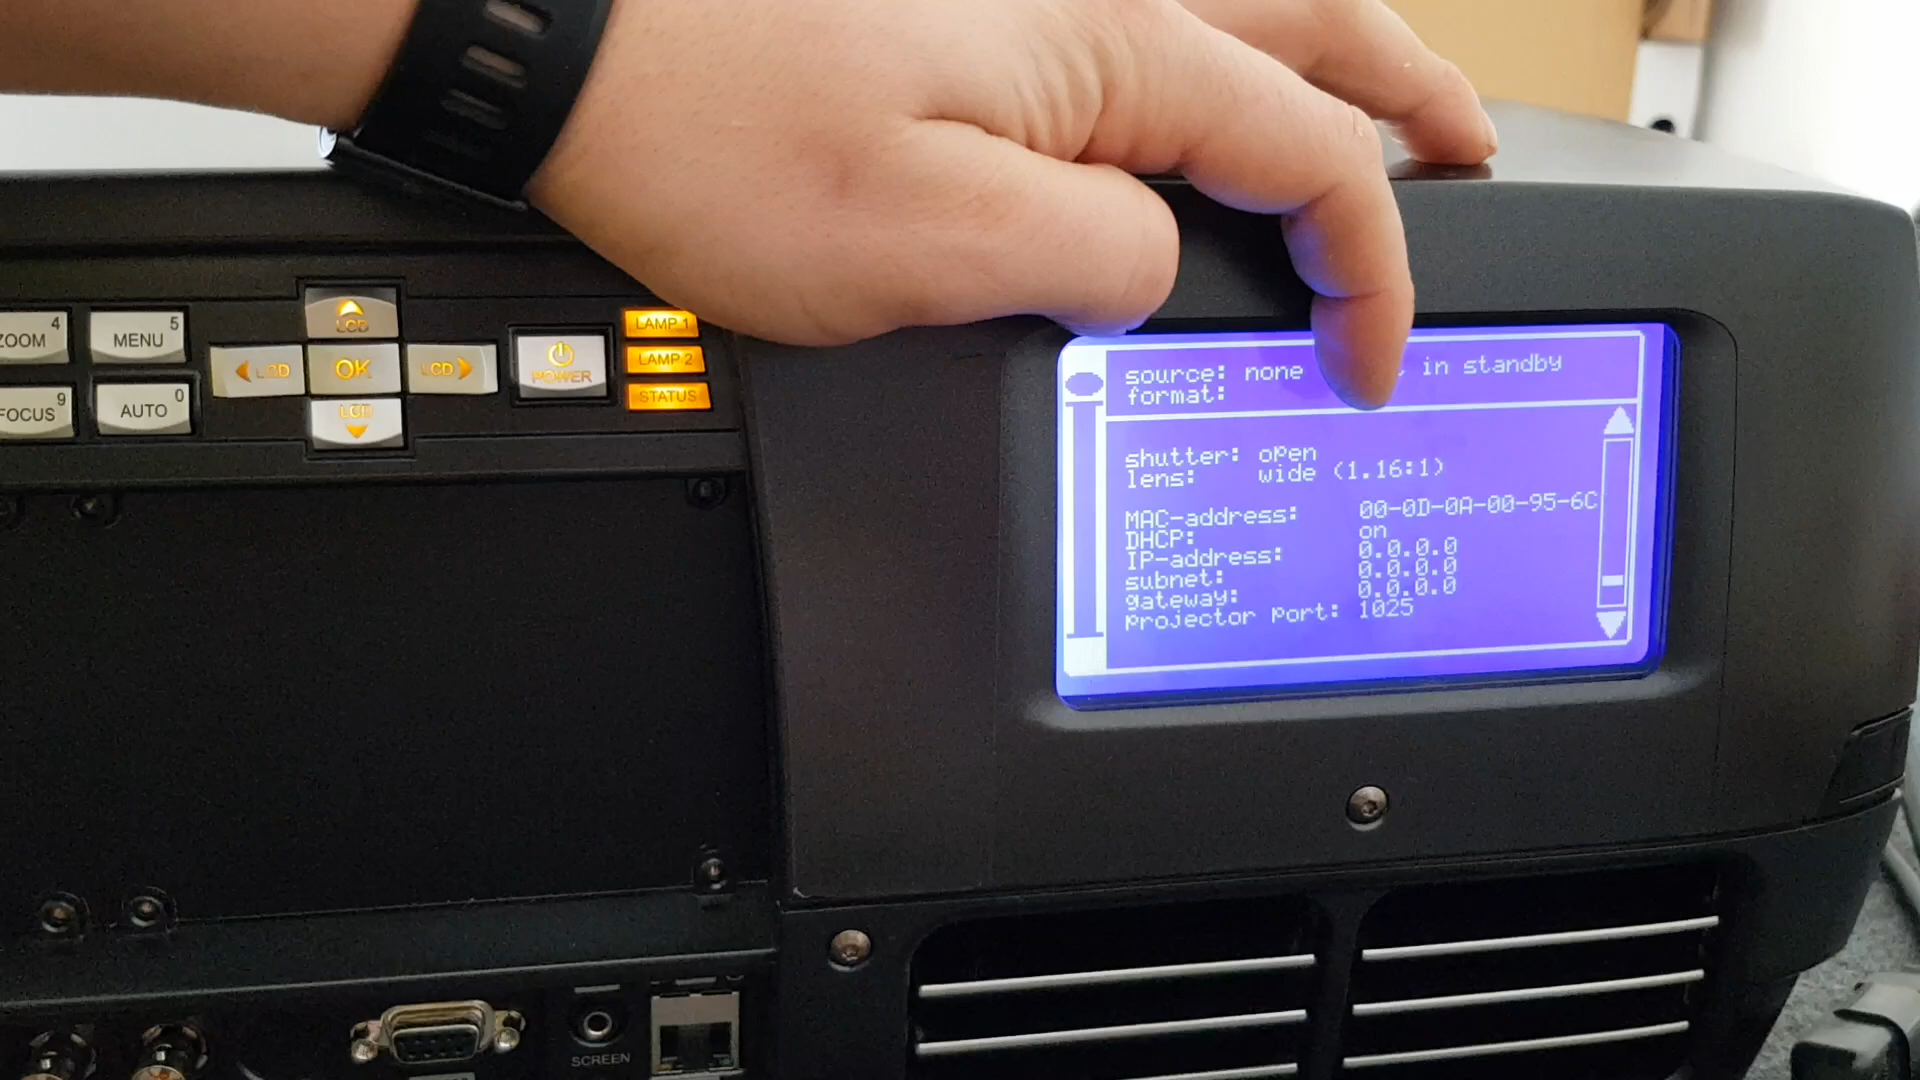 ZOOM 4
MENU 5
LCD
LCD
OK
LCD
LCD
FOCUS 9
AUTO 0
POWER
LAMP 1
LAMP 2
STATUS
source: none in standby
format:
shutter: open
lens: wide (1.16:1)
MAC-address: 00-0D-0A-00-95-6C
DHCP: on
IP-address: 0.0.0.0
subnet: 0.0.0.0
gateway: 0.0.0.0
projector port: 1025
SCREEN